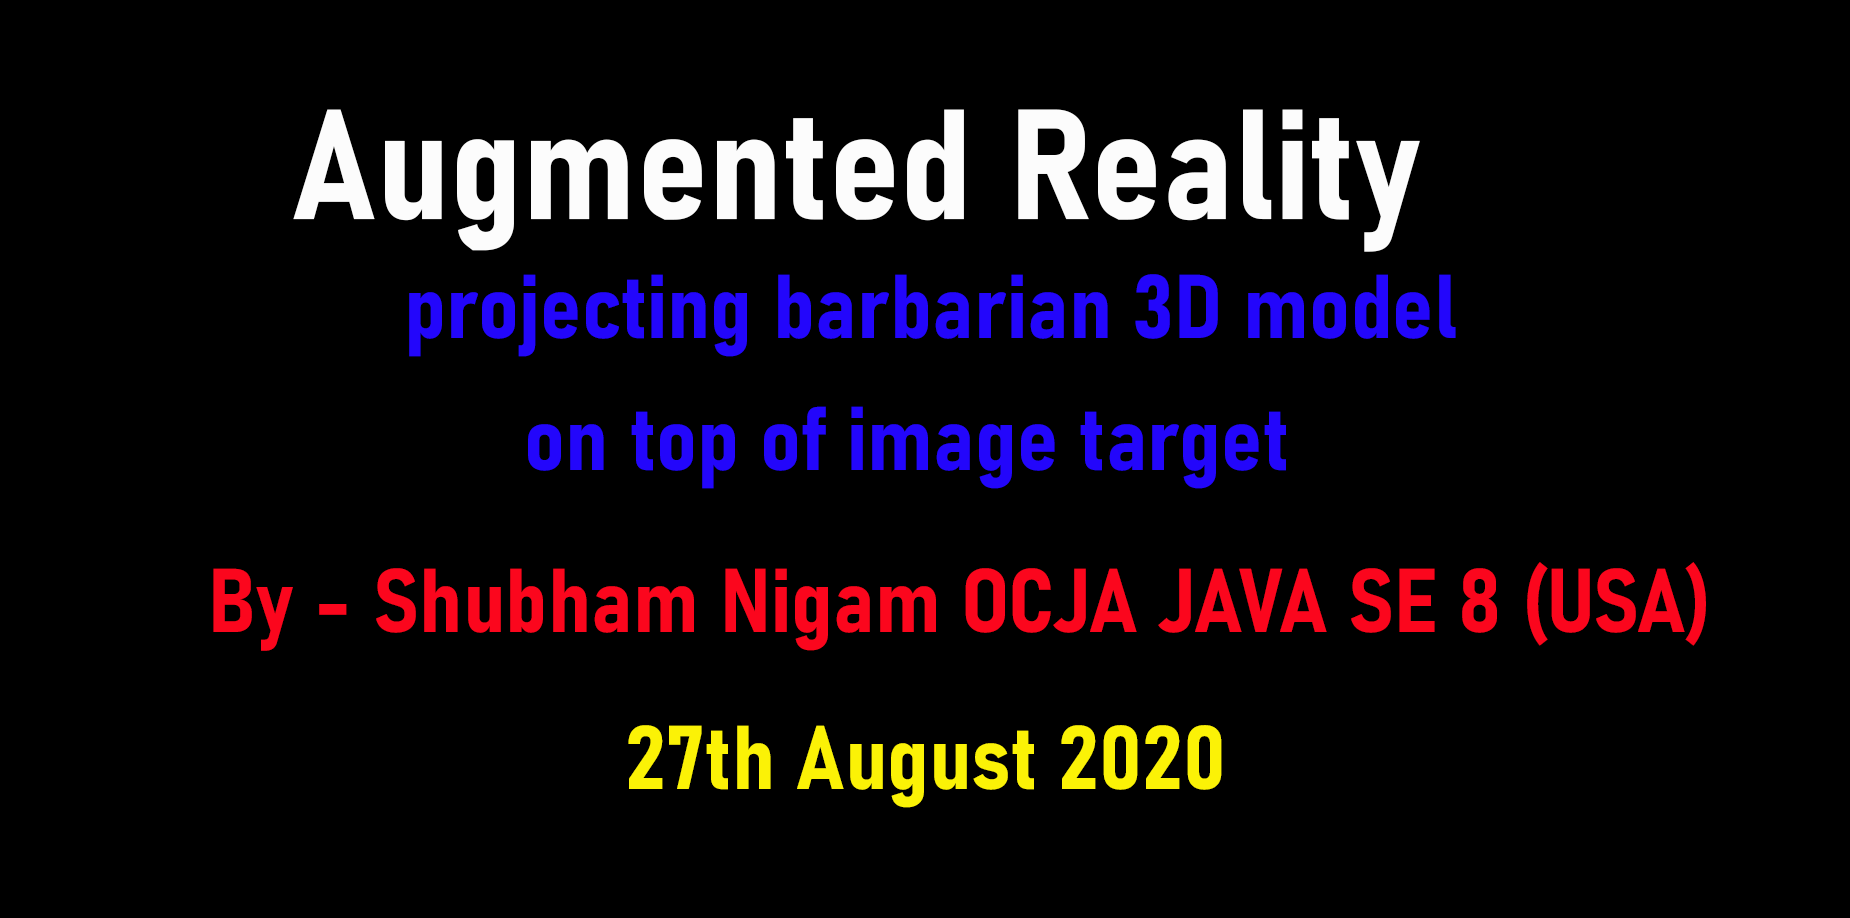 Augmented Reality
projecting barbarian 3D model
on top of image target
By - Shubham Nigam OCJA JAVA SE 8 (USA)
27th August 2020